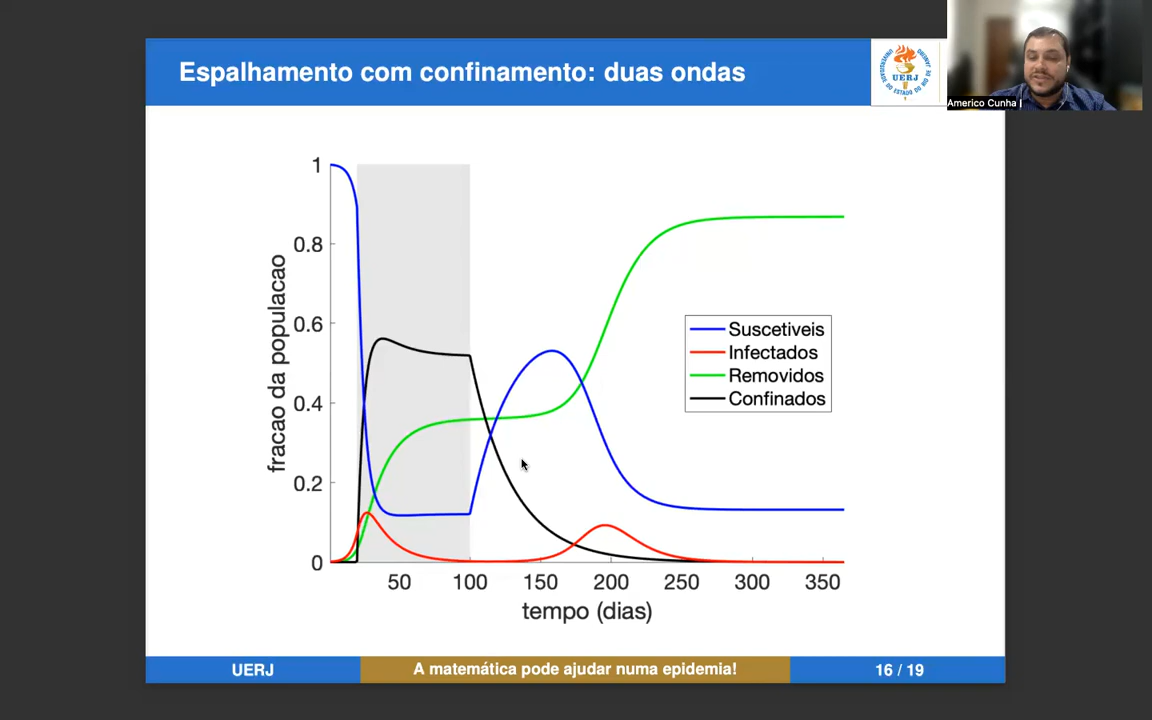 Espalhamento com confinamento: duas ondas
UERJ
Americo Cunha |
fracao da populacao
1
0.8
0.6
0.4
0.2
0
50 100 150 200 250 300 350
tempo (dias)
Suscetiveis
Infectados
Removidos
Confinados
UERJ
A matemática pode ajudar numa epidemia!
16 / 19